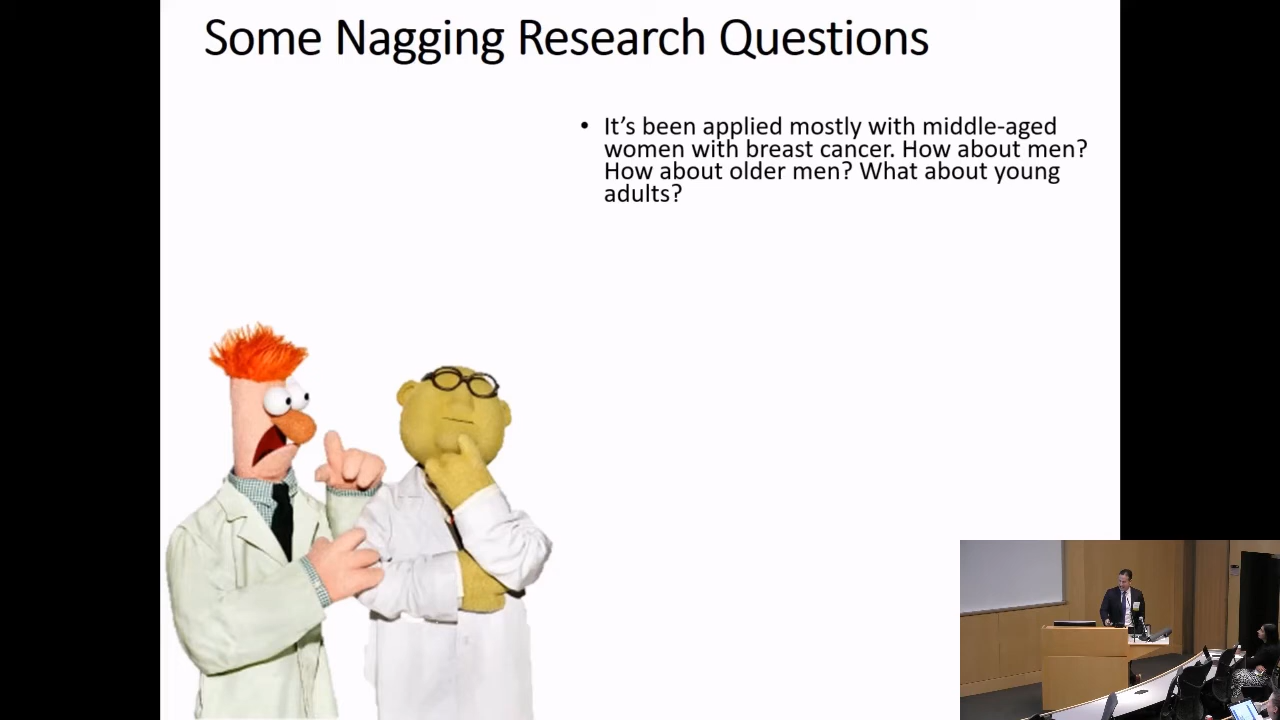 Some Nagging Research Questions
• It’s been applied mostly with middle-aged
women with breast cancer. How about men?
How about older men? What about young
adults?